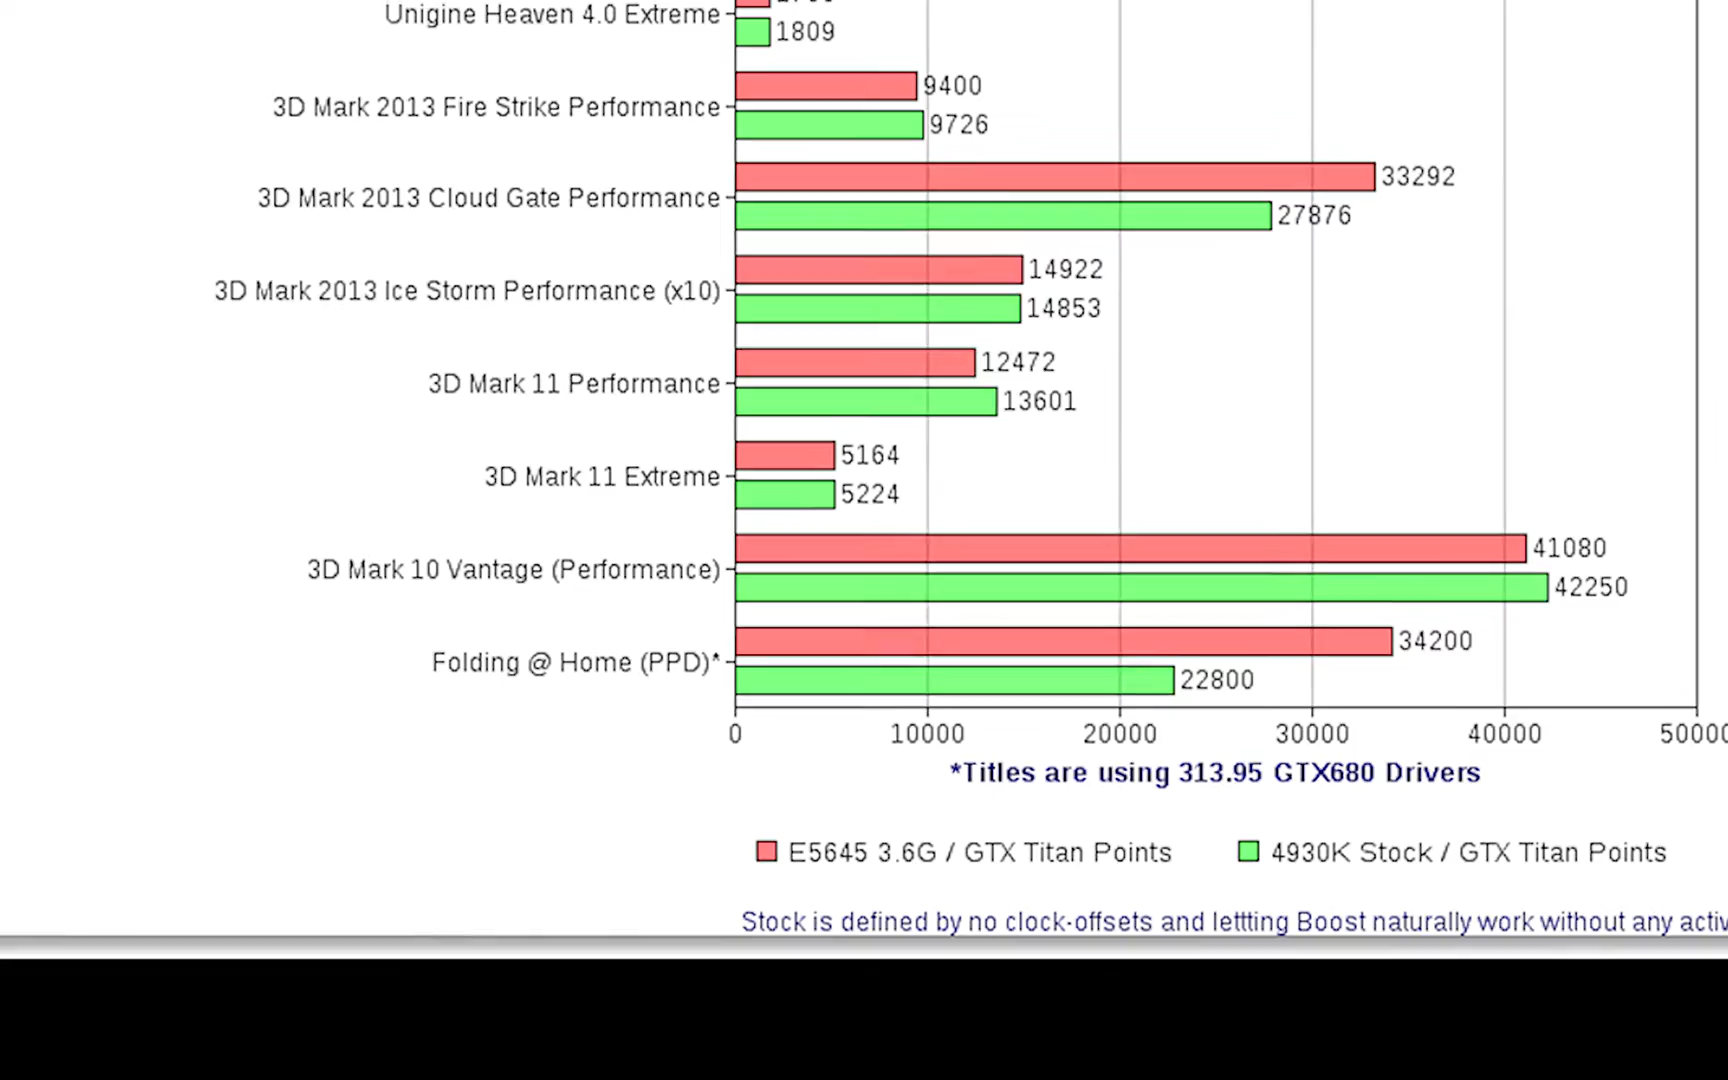 Unigine Heaven 4.0 Extreme
1809
3D Mark 2013 Fire Strike Performance
9400
9726
3D Mark 2013 Cloud Gate Performance
33292
27876
3D Mark 2013 Ice Storm Performance (x10)
14922
14853
3D Mark 11 Performance
12472
13601
3D Mark 11 Extreme
5164
5224
3D Mark 10 Vantage (Performance)
41080
42250
Folding @ Home (PPD)*
34200
22800
0 10000 20000 30000 40000 50000
*Titles are using 313.95 GTX680 Drivers
E5645 3.6G / GTX Titan Points 4930K Stock / GTX Titan Points
Stock is defined by no clock-offsets and lettting Boost naturally work without any